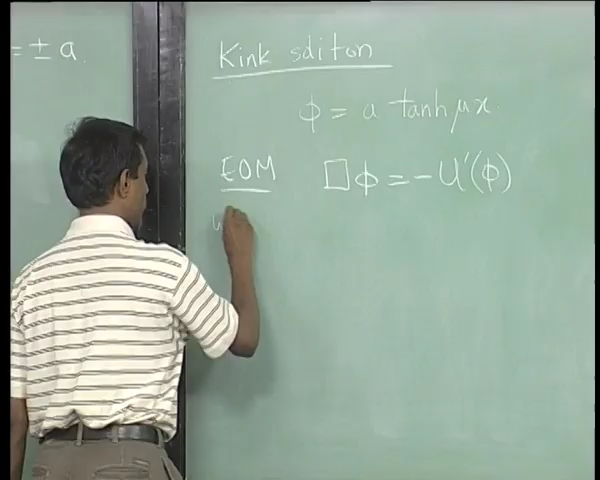 = ± a
Kink soliton
ϕ = a tanh μx
EOM □ϕ = - U'(ϕ)